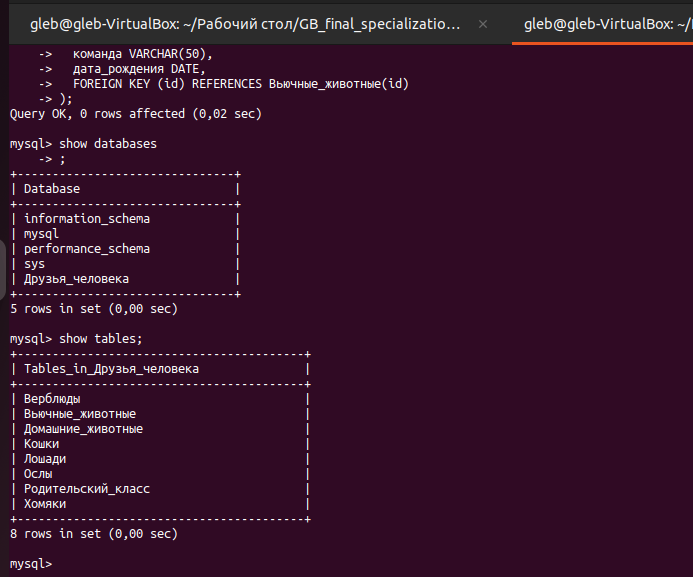 gleb@gleb-VirtualBox: ~/Рабочий стол/GB_final_specializatio... × gleb@gleb-VirtualBox: ~/
    ->   команда VARCHAR(50),
    ->   дата_рождения DATE,
    ->   FOREIGN KEY (id) REFERENCES Вьючные_животные(id)
    -> );
Query OK, 0 rows affected (0,02 sec)
mysql> show databases
    -> ;
+------------------------------+
| Database                     |
+------------------------------+
| information_schema           |
| mysql                        |
| performance_schema           |
| sys                          |
| Друзья_человека              |
+------------------------------+
5 rows in set (0,00 sec)
mysql> show tables;
+----------------------------------------+
| Tables_in_Друзья_человека              |
+----------------------------------------+
| Верблюды                               |
| Вьючные_животные                       |
| Домашние_животные                      |
| Кошки                                  |
| Лошади                                 |
| Ослы                                   |
| Родительский_класс                     |
| Хомяки                                 |
+----------------------------------------+
8 rows in set (0,00 sec)
mysql>